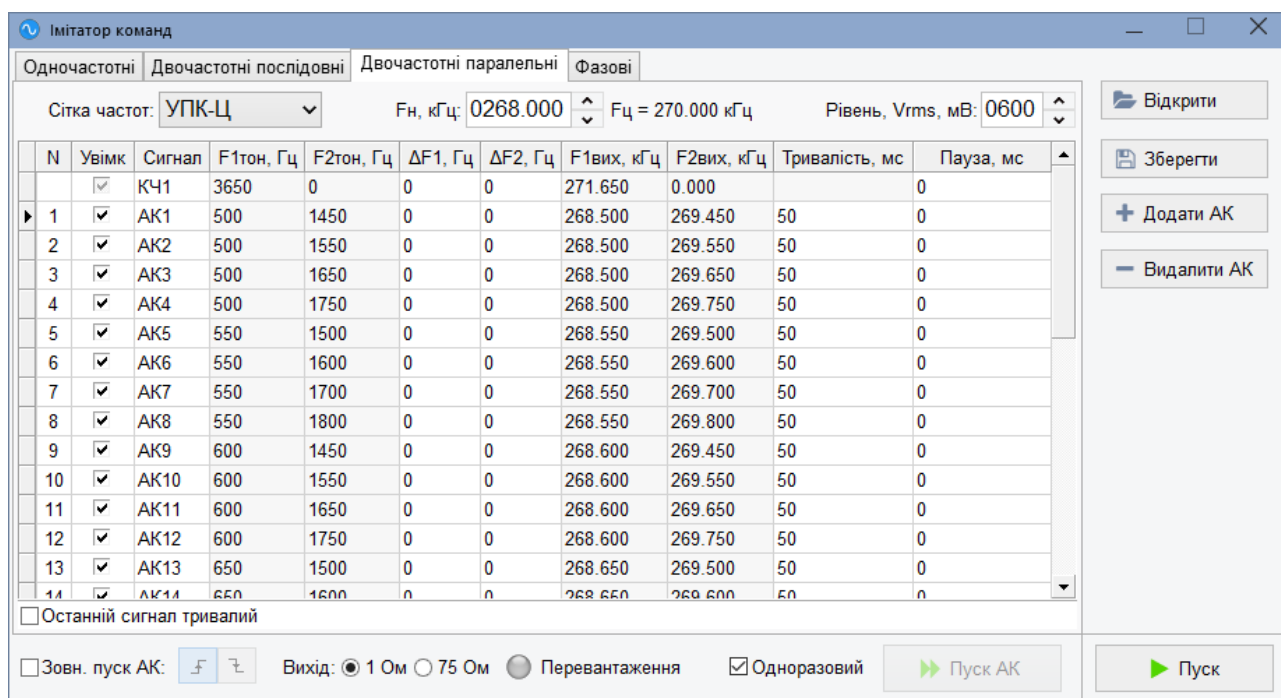 Імітатор команд
Одночастотні Двочастотні послідовні Двочастотні паралельні Фазові
Сітка частот: УПК-Ц Fн, кГц: 0268.000 Fц = 270.000 кГц Рівень, Vrms, мВ: 0600
Відкрити
Зберегти
Додати АК
Видалити АК
N Увімк Сигнал F1тон, Гц F2тон, Гц ΔF1, Гц ΔF2, Гц F1вих, кГц F2вих, кГц Тривалість, мс Пауза, мс
КЧ1 3650 0 0 0 271.650 0.000 0
1 АК1 500 1450 0 0 268.500 269.450 50 0
2 АК2 500 1550 0 0 268.500 269.550 50 0
3 АК3 500 1650 0 0 268.500 269.650 50 0
4 АК4 500 1750 0 0 268.500 269.750 50 0
5 АК5 550 1500 0 0 268.550 269.500 50 0
6 АК6 550 1600 0 0 268.550 269.600 50 0
7 АК7 550 1700 0 0 268.550 269.700 50 0
8 АК8 550 1800 0 0 268.550 269.800 50 0
9 АК9 600 1450 0 0 268.600 269.450 50 0
10 АК10 600 1550 0 0 268.600 269.550 50 0
11 АК11 600 1650 0 0 268.600 269.650 50 0
12 АК12 600 1750 0 0 268.600 269.750 50 0
13 АК13 650 1500 0 0 268.650 269.500 50 0
14 АК14 650 1600 0 0 268.650 269.600 50 0
Останній сигнал тривалий
Зовн. пуск АК: Вихід: 1 Ом 75 Ом Перевантаження Одноразовий Пуск АК Пуск